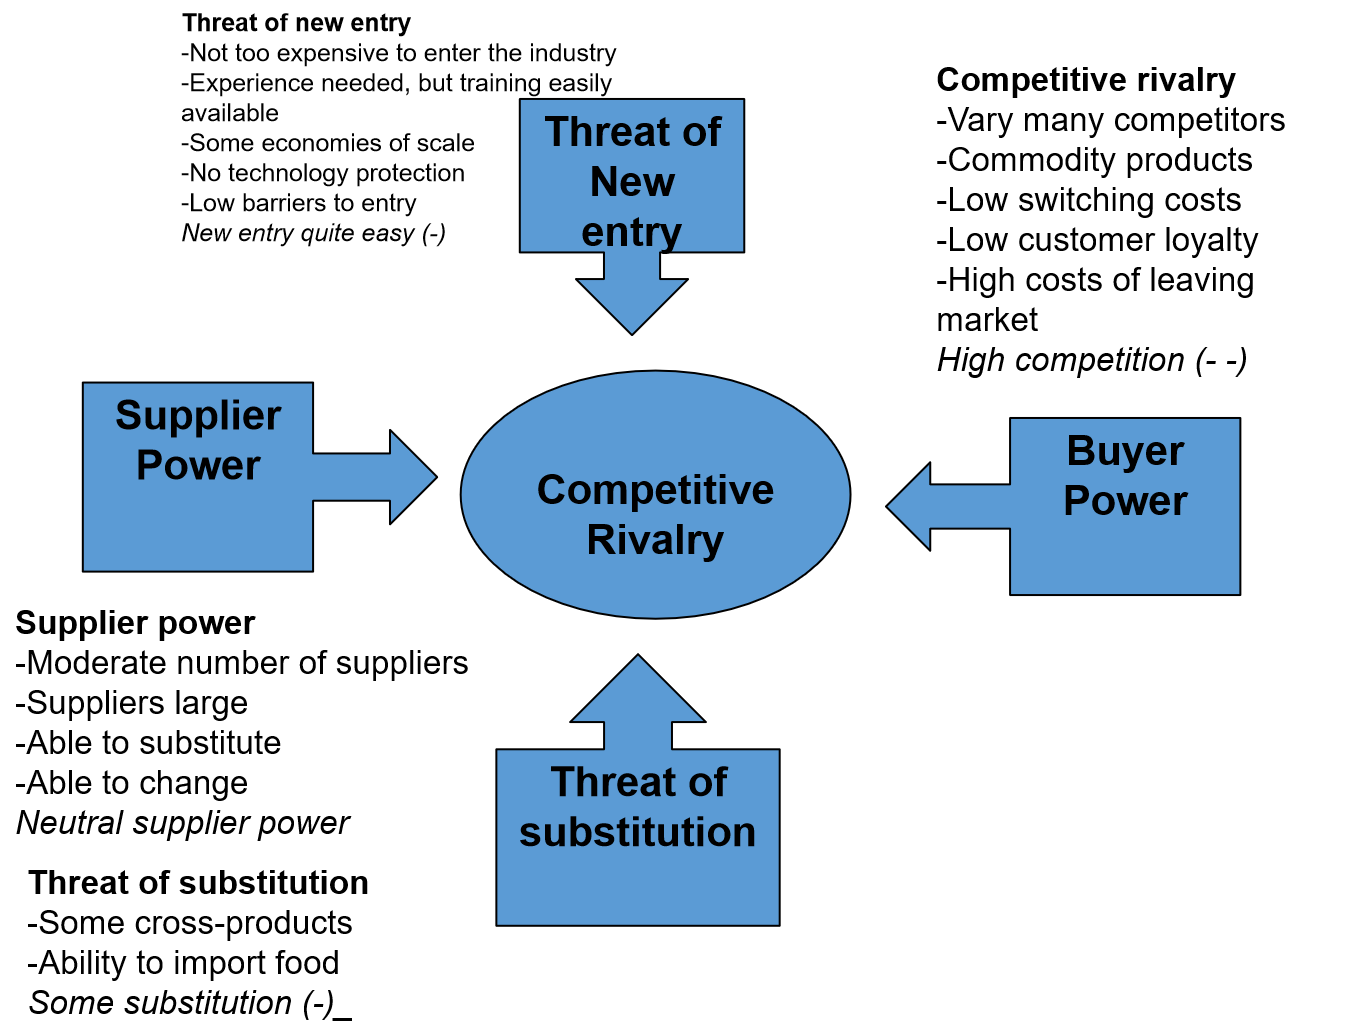 Threat of new entry
-Not too expensive to enter the industry
-Experience needed, but training easily
available
-Some economies of scale
-No technology protection
-Low barriers to entry
New entry quite easy (-)
Threat of
New
entry
Competitive rivalry
-Vary many competitors
-Commodity products
-Low switching costs
-Low customer loyalty
-High costs of leaving
market
High competition (- -)
Supplier
Power
Competitive
Rivalry
Buyer
Power
Supplier power
-Moderate number of suppliers
-Suppliers large
-Able to substitute
-Able to change
Neutral supplier power
Threat of
substitution
Threat of substitution
-Some cross-products
-Ability to import food
Some substitution (-)_